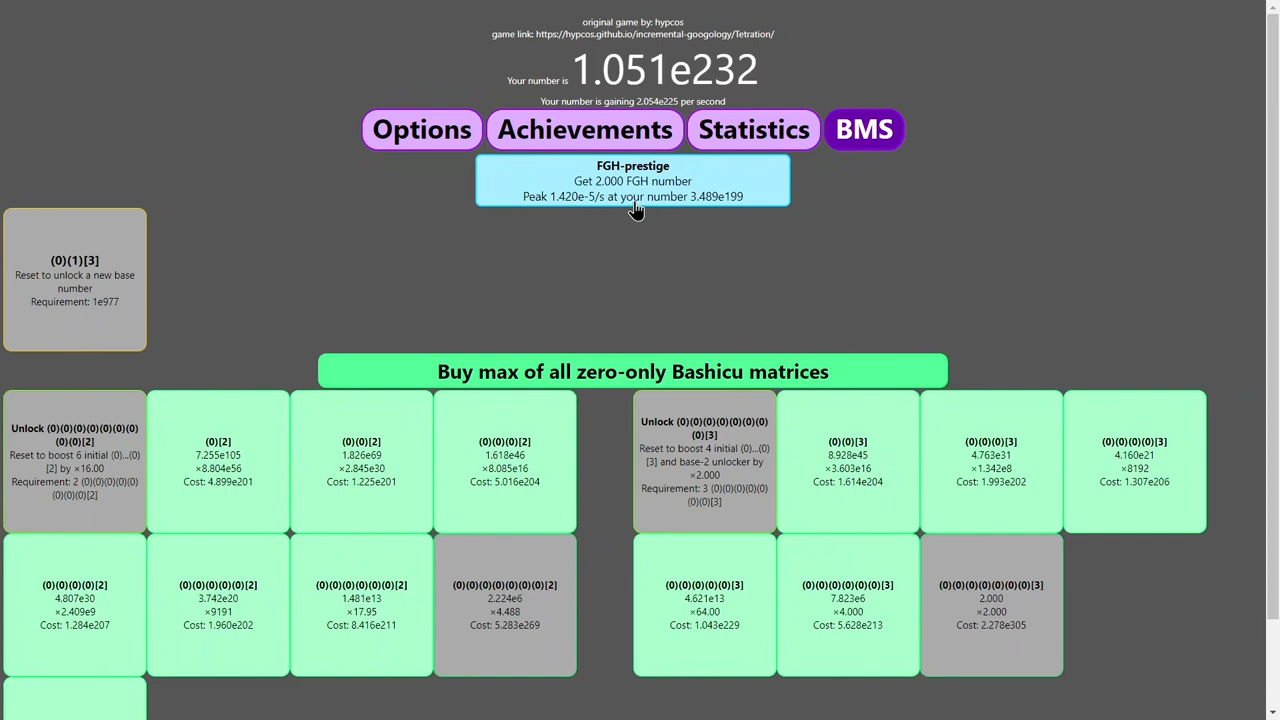 original game by: hypcos
game link: https://hypcos.github.io/incremental-googology/Tetration/
Your number is 1.051e232
Your number is gaining 2.054e225 per second
Options
Achievements
Statistics
BMS
FGH-prestige
Get 2.000 FGH number
Peak 1.420e-5/s at your number 3.489e199
(0)(1)[3]
Reset to unlock a new base
number
Requirement: 1e977
Buy max of all zero-only Bashicu matrices
Unlock (0)(0)(0)(0)(0)(0)(0)
(0)(0)[2]
Reset to boost 6 initial (0)...(0)
[2] by ×16.00
Requirement: 2 (0)(0)(0)(0)(0)
(0)(0)(0)[2]
(0)[2]
7.255e105
×8.804e56
Cost: 4.899e201
(0)(0)[2]
1.826e69
×2.845e30
Cost: 1.225e201
(0)(0)(0)[2]
1.618e46
×8.085e16
Cost: 5.016e204
Unlock (0)(0)(0)(0)(0)(0)(0)
(0)[3]
Reset to boost 4 initial (0)...(0)
[3] and base-2 unlocker by
×2.000
Requirement: 3 (0)(0)(0)(0)(0)
(0)(0)[3]
(0)(0)[3]
8.928e45
×3.603e16
Cost: 1.614e204
(0)(0)(0)[3]
4.763e31
×1.342e8
Cost: 1.993e202
(0)(0)(0)(0)[3]
4.160e21
×8192
Cost: 1.307e206
(0)(0)(0)(0)[2]
4.807e30
×2.409e9
Cost: 1.284e207
(0)(0)(0)(0)(0)[2]
3.742e20
×9191
Cost: 1.960e202
(0)(0)(0)(0)(0)(0)[2]
1.481e13
×17.95
Cost: 8.416e211
(0)(0)(0)(0)(0)(0)(0)[2]
2.224e6
×4.488
Cost: 5.283e269
(0)(0)(0)(0)(0)[3]
4.621e13
×64.00
Cost: 1.043e229
(0)(0)(0)(0)(0)(0)[3]
7.823e6
×4.000
Cost: 5.628e213
(0)(0)(0)(0)(0)(0)(0)[3]
2.000
×2.000
Cost: 2.278e305